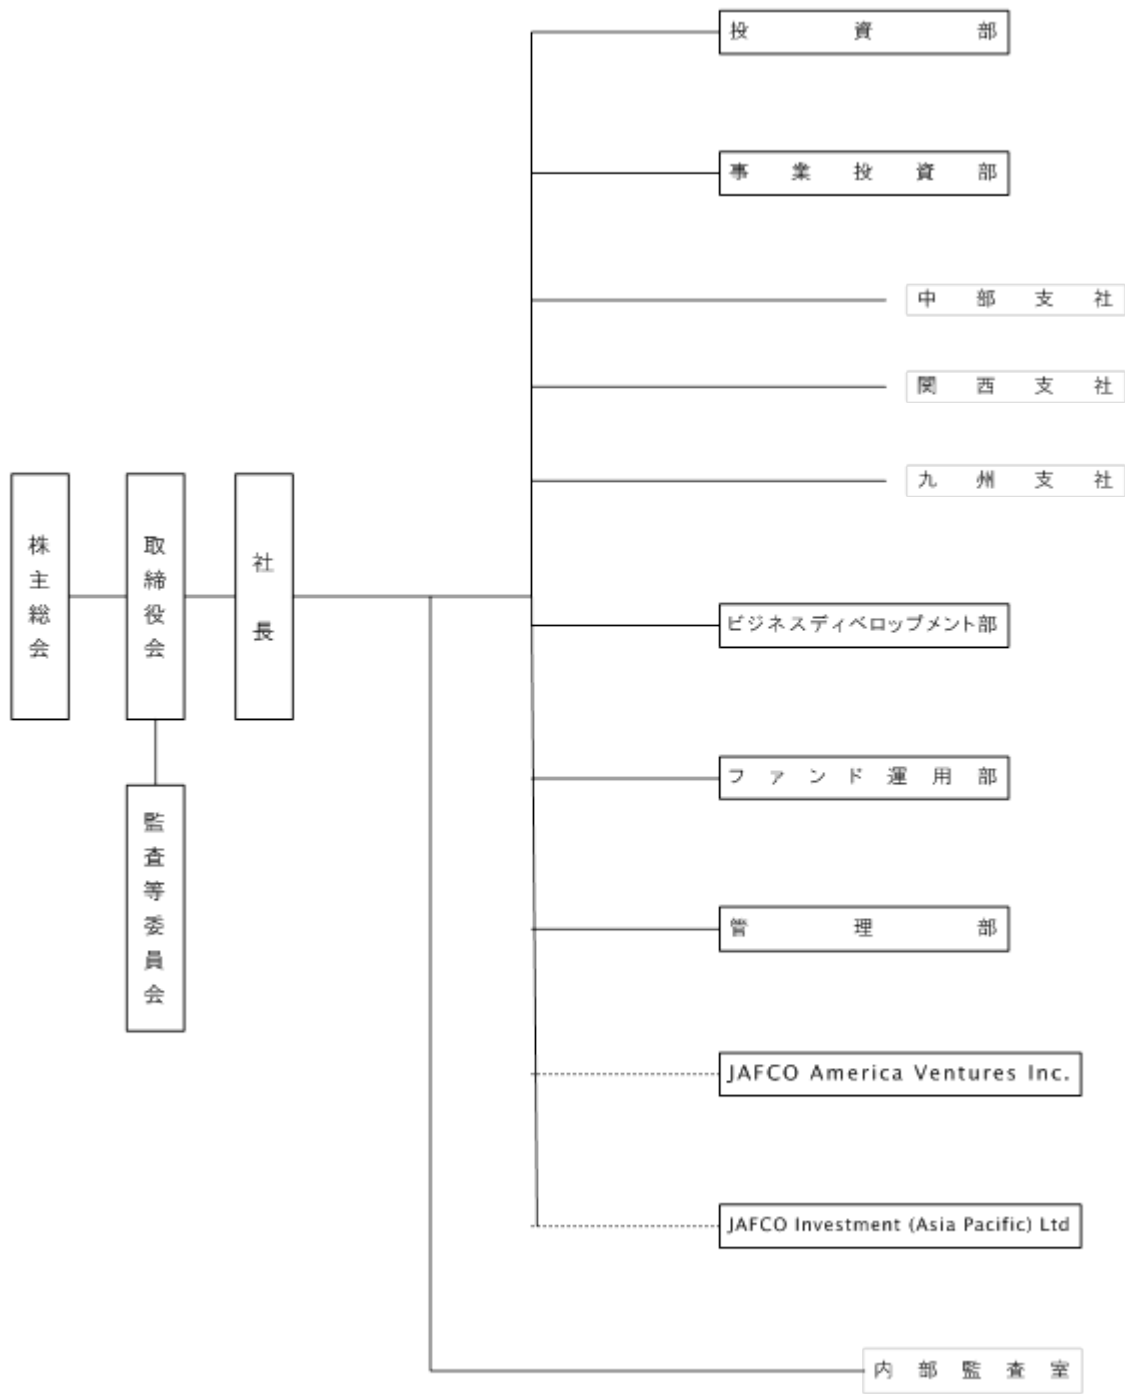 投資部
事業投資部
中部支社
関西支社
九州支社
株主総会
取締役会
社長
ビジネスディベロップメント部
ファンド運用部
監査等委員会
管理部
JAFCO America Ventures Inc.
JAFCO Investment (Asia Pacific) Ltd
内部監査室